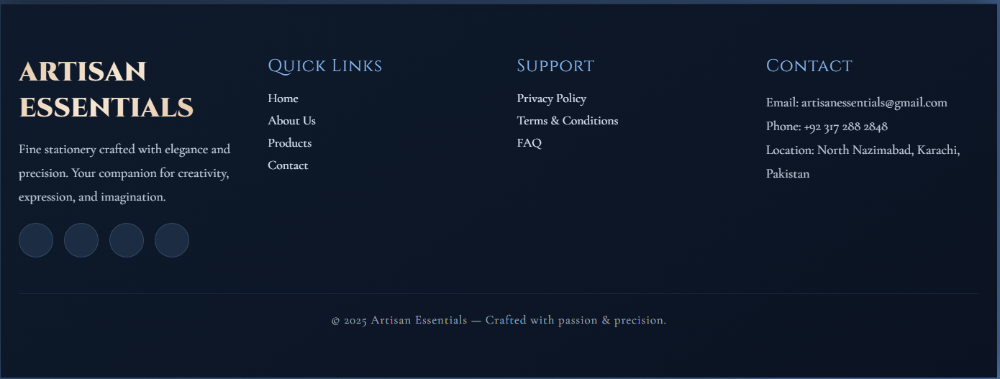 ARTISAN
ESSENTIALS
Fine stationery crafted with elegance and
precision. Your companion for creativity,
expression, and imagination.
Quick Links
Home
About Us
Products
Contact
Support
Privacy Policy
Terms & Conditions
FAQ
Contact
Email: artisanessentials@gmail.com
Phone: +92 317 288 2848
Location: North Nazimabad, Karachi,
Pakistan
© 2025 Artisan Essentials — Crafted with passion & precision.